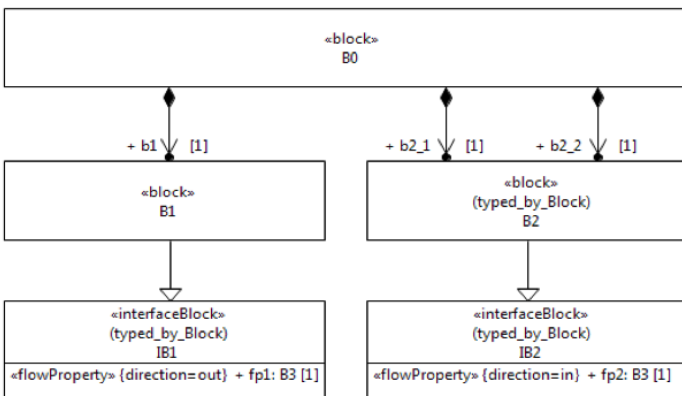 «block»
B0
+ b1 [1]
+ b2_1 [1]
+ b2_2 [1]
«block»
B1
«block»
(typed_by_Block)
B2
«interfaceBlock»
(typed_by_Block)
IB1
«flowProperty» {direction=out} + fp1: B3 [1]
«interfaceBlock»
(typed_by_Block)
IB2
«flowProperty» {direction=in} + fp2: B3 [1]